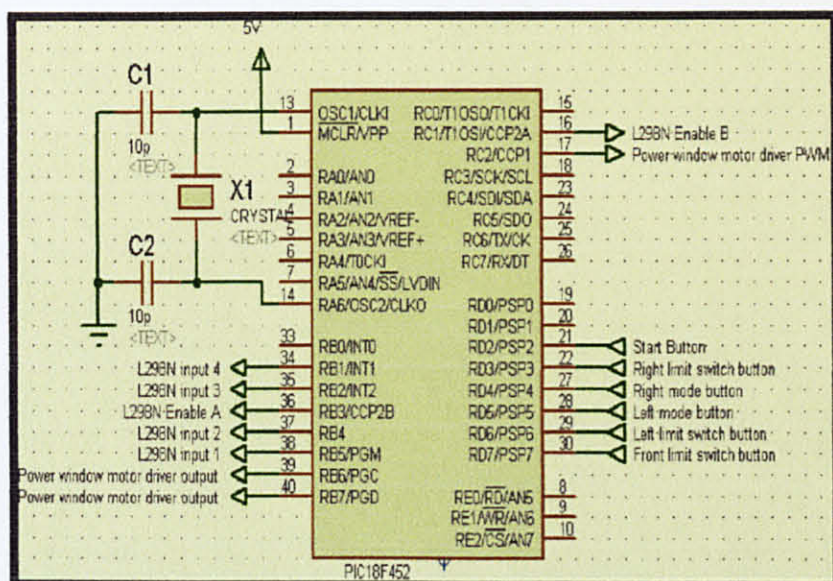 5V
C1
10p
<TEXT>
X1
CRYSTAL
<TEXT>
C2
10p
<TEXT>
13 OSC1/CLKI
1 MCLR/VPP
2 RA0/AN0
3 RA1/AN1
4 RA2/AN2/VREF-
5 RA3/AN3/VREF+
6 RA4/T0CKI
7 RA5/AN4/SS/LVDIN
14 RA6/OSC2/CLKO
33 RB0/INT0
L298N input 4 34 RB1/INT1
L298N input 3 35 RB2/INT2
L298N Enable A 36 RB3/CCP2B
L298N input 2 37 RB4
L298N input 1 38 RB5/PGM
Power window motor driver output 39 RB6/PGC
Power window motor driver output 40 RB7/PGD
RC0/T1OSO/T1CKI 15
RC1/T1OSI/CCP2A 16 L298N Enable B
RC2/CCP1 17 Power window motor driver PWM
RC3/SCK/SCL 18
RC4/SDI/SDA 23
RC5/SDO 24
RC6/TX/CK 25
RC7/RX/DT 26
RD0/PSP0 19
RD1/PSP1 20
RD2/PSP2 21 Start Button
RD3/PSP3 22 Right limit switch button
RD4/PSP4 27 Right mode button
RD5/PSP5 28 Left mode button
RD6/PSP6 29 Left limit switch button
RD7/PSP7 30 Front limit switch button
RE0/RD/AN5 8
RE1/WR/AN6 9
RE2/CS/AN7 10
PIC18F452